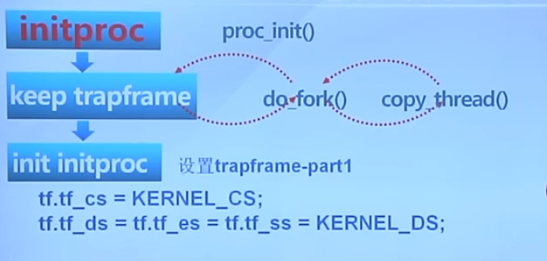 initproc
proc_init()
keep trapframe
do_fork()
copy_thread()
init initproc
设置trapframe-part1
tf.tf_cs = KERNEL_CS;
tf.tf_ds = tf.tf_es = tf.tf_ss = KERNEL_DS;